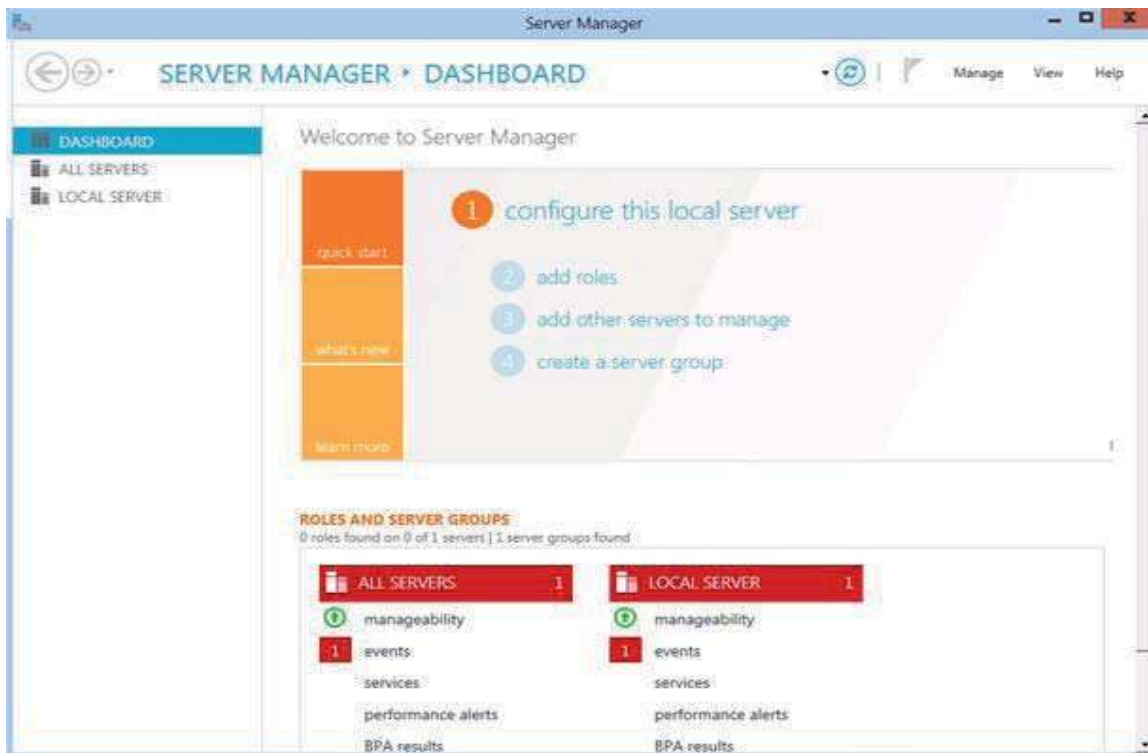 Server Manager
SERVER MANAGER ‣ DASHBOARD
Manage View Help
DASHBOARD
ALL SERVERS
LOCAL SERVER
Welcome to Server Manager
quick start
what's new
learn more
1 configure this local server
2 add roles
3 add other servers to manage
4 create a server group
ROLES AND SERVER GROUPS
0 roles found on 0 of 1 servers | 1 server groups found
ALL SERVERS 1
manageability
1 events
services
performance alerts
BPA results
LOCAL SERVER 1
manageability
1 events
services
performance alerts
BPA results